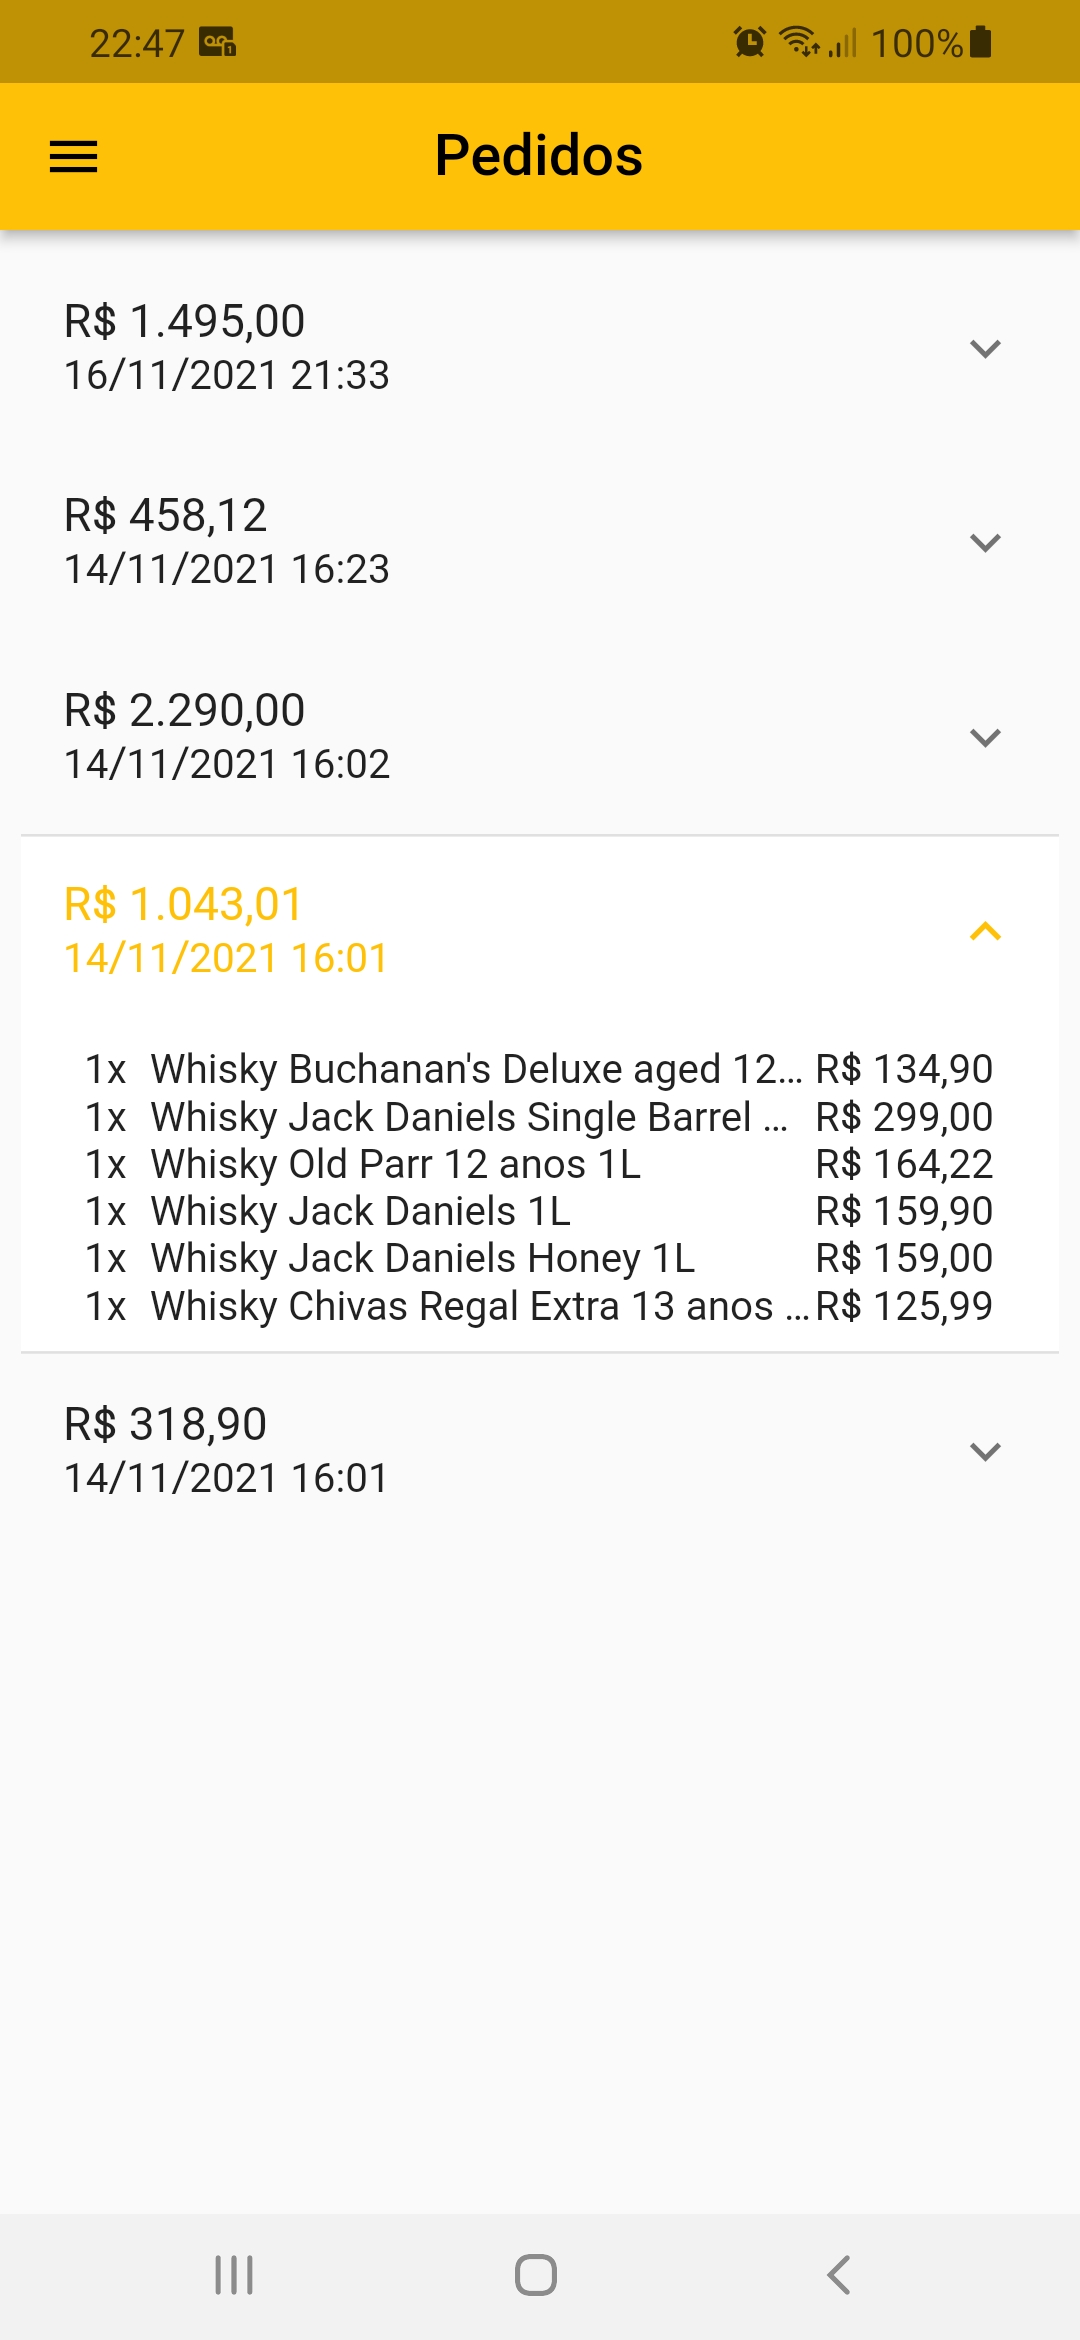 22:47 100%
Pedidos
R$ 1.495,00
16/11/2021 21:33
R$ 458,12
14/11/2021 16:23
R$ 2.290,00
14/11/2021 16:02
R$ 1.043,01
14/11/2021 16:01
1x Whisky Buchanan's Deluxe aged 12... R$ 134,90
1x Whisky Jack Daniels Single Barrel ... R$ 299,00
1x Whisky Old Parr 12 anos 1L R$ 164,22
1x Whisky Jack Daniels 1L R$ 159,90
1x Whisky Jack Daniels Honey 1L R$ 159,00
1x Whisky Chivas Regal Extra 13 anos ... R$ 125,99
R$ 318,90
14/11/2021 16:01